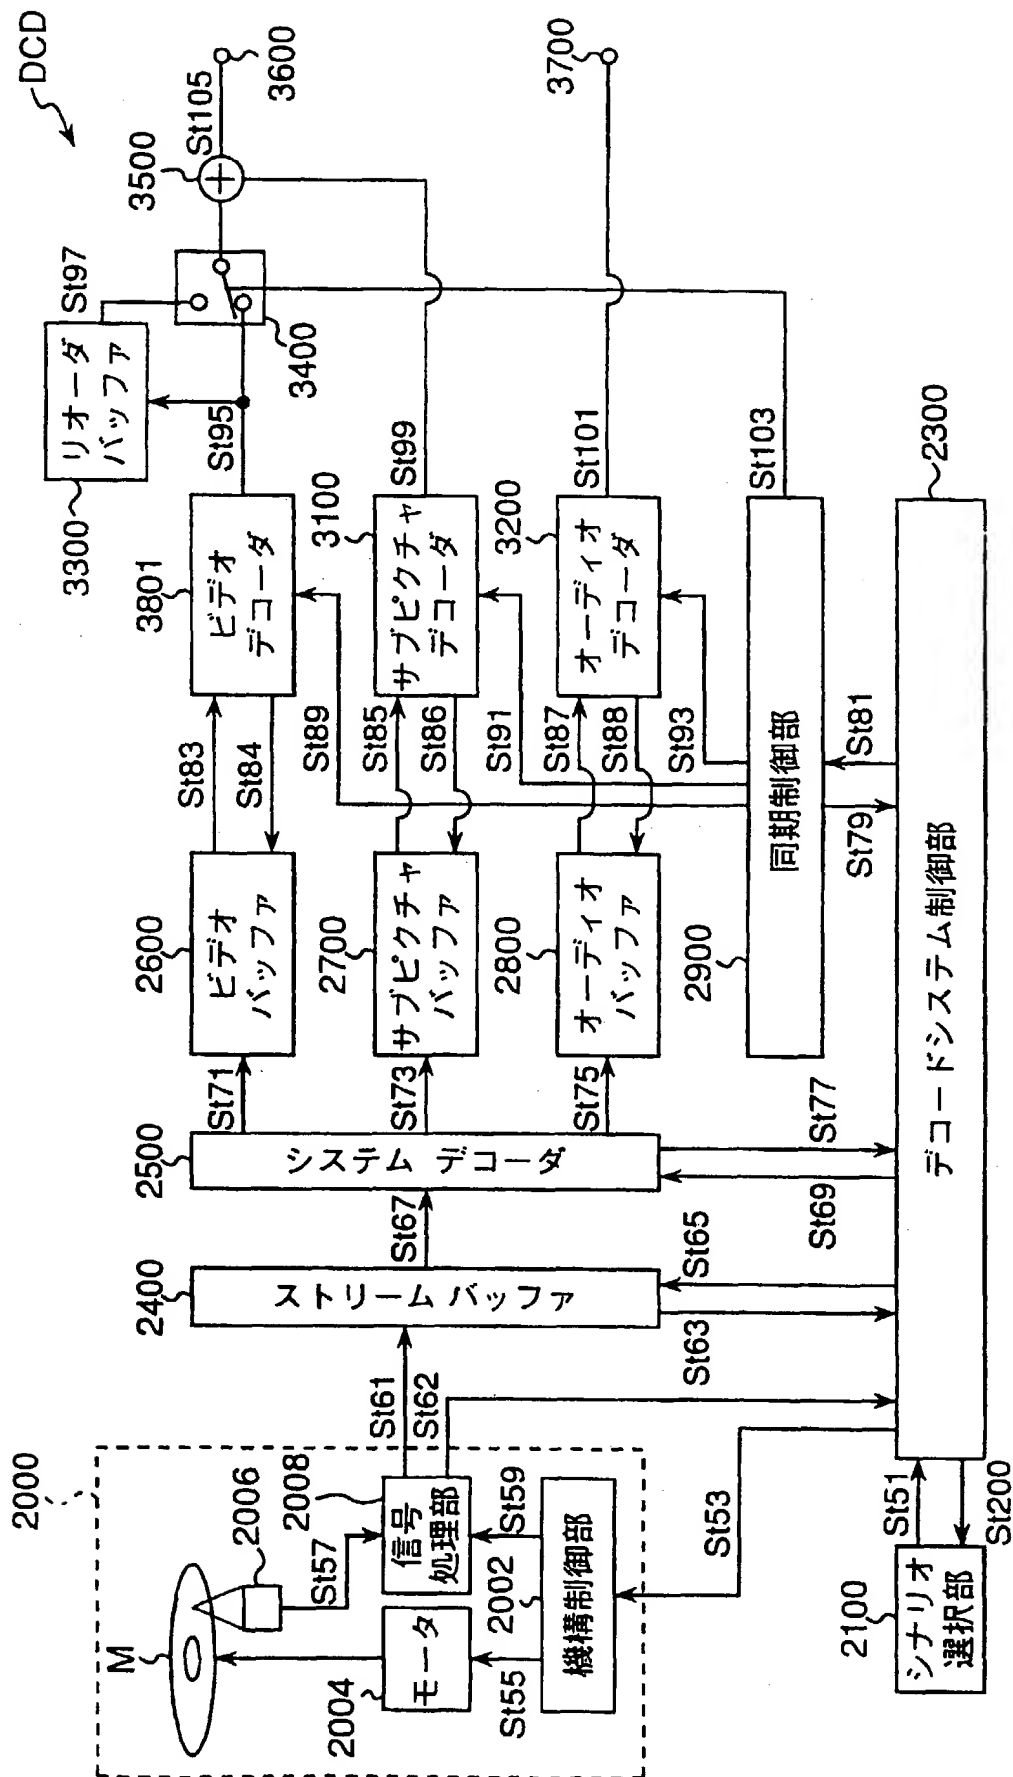 DCD
2000
M
2006
2008
信号
処理部
2004
モータ
2002
機構制御部
St57
St59
St55
St53
St61
St62
2400
ストリーム バッファ
St63
St65
St67
2500
システム デコーダ
St69
St77
St71
St73
St75
2600
ビデオ
バッファ
2700
サブピクチャ
バッファ
2800
オーディオ
バッファ
St83
St84
St89
St85
St86
St91
St87
St88
St93
3801
ビデオ
デコーダ
3100
サブピクチャ
デコーダ
3200
オーディオ
デコーダ
2900
同期制御部
St79
St81
3300
リオーダ
バッファ
St95
St97
St99
St101
St103
3400
3500
St105
3600
3700
2300
デコードシステム制御部
2100
シナリオ
選択部
St51
St200